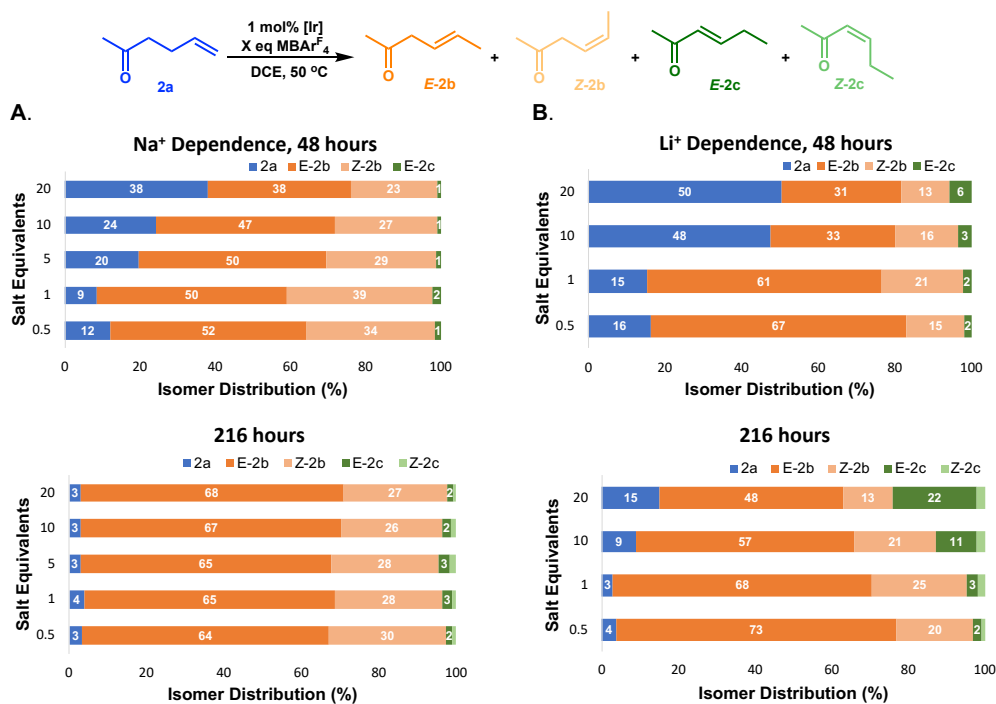 1 mol% [Ir]
X eq MBArF4
DCE, 50 °C
O
2a
O
E-2b
+
O
Z-2b
+
O
E-2c
+
O
Z-2c
A.
Na+ Dependence, 48 hours
2a E-2b Z-2b E-2c
Salt Equivalents
20 38 38 23 1
10 24 47 27 1
5 20 50 29 1
1 9 50 39 2
0.5 12 52 34 1
0 20 40 60 80 100
Isomer Distribution (%)
216 hours
2a E-2b Z-2b E-2c Z-2c
Salt Equivalents
20 3 68 27 2
10 3 67 26 2
5 3 65 28 3
1 4 65 28 3
0.5 3 64 30 2
0 20 40 60 80 100
Isomer Distribution (%)
B.
Li+ Dependence, 48 hours
2a E-2b Z-2b E-2c
Salt Equivalents
20 50 31 13 6
10 48 33 16 3
1 15 61 21 2
0.5 16 67 15 2
0 20 40 60 80 100
Isomer Distribution (%)
216 hours
2a E-2b Z-2b E-2c Z-2c
Salt Equivalents
20 15 48 13 22
10 9 57 21 11
1 3 68 25 3
0.5 4 73 20 2
0 20 40 60 80 100
Isomer Distribution (%)